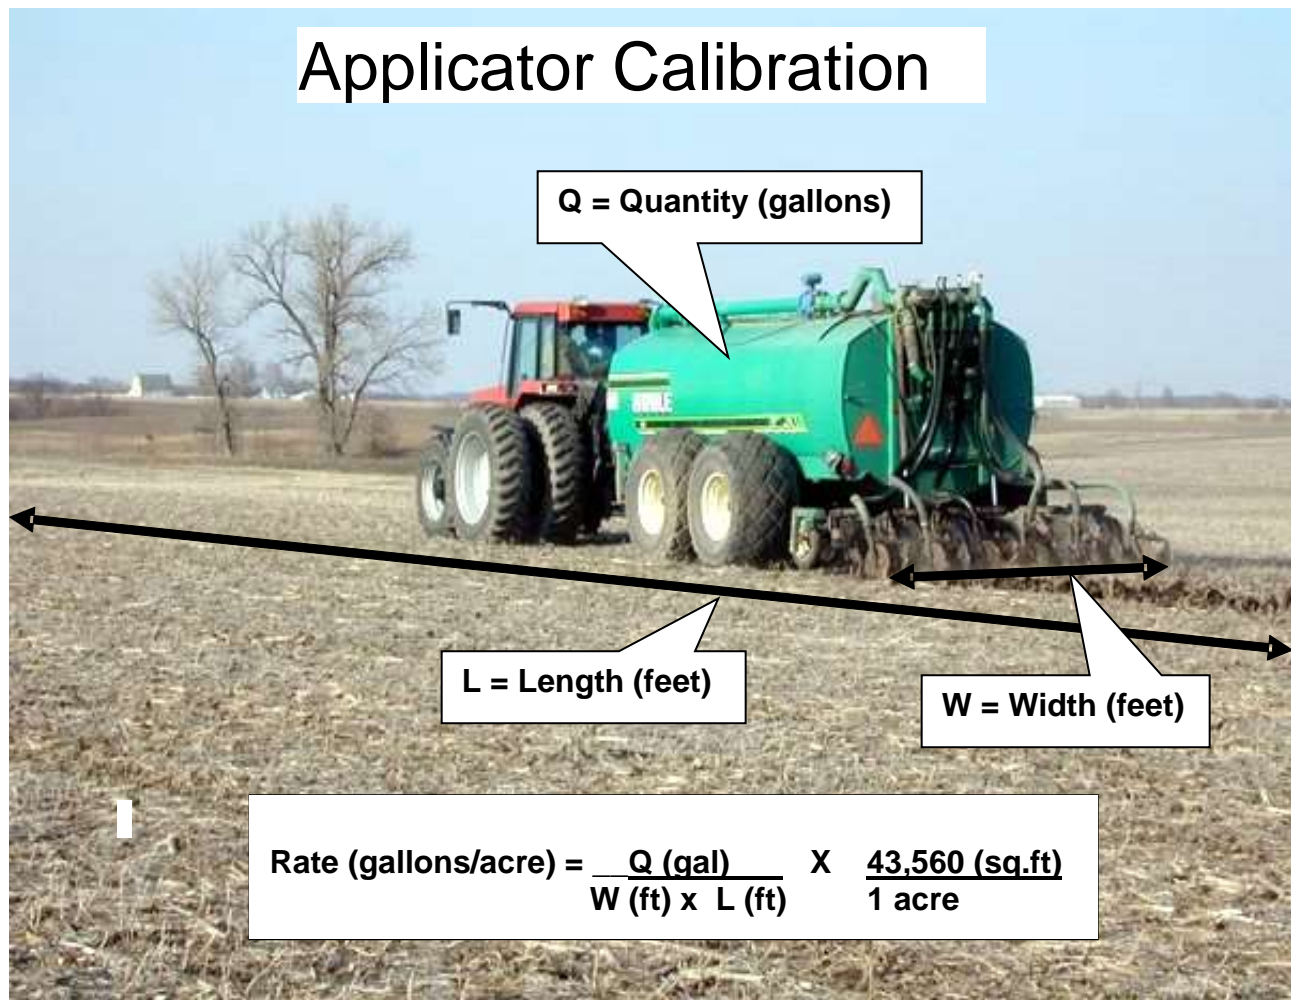 Applicator Calibration
Q = Quantity (gallons)
L = Length (feet)
W = Width (feet)
Rate (gallons/acre) = __Q (gal) X 43,560 (sq.ft)
W (ft) x L (ft) 1 acre